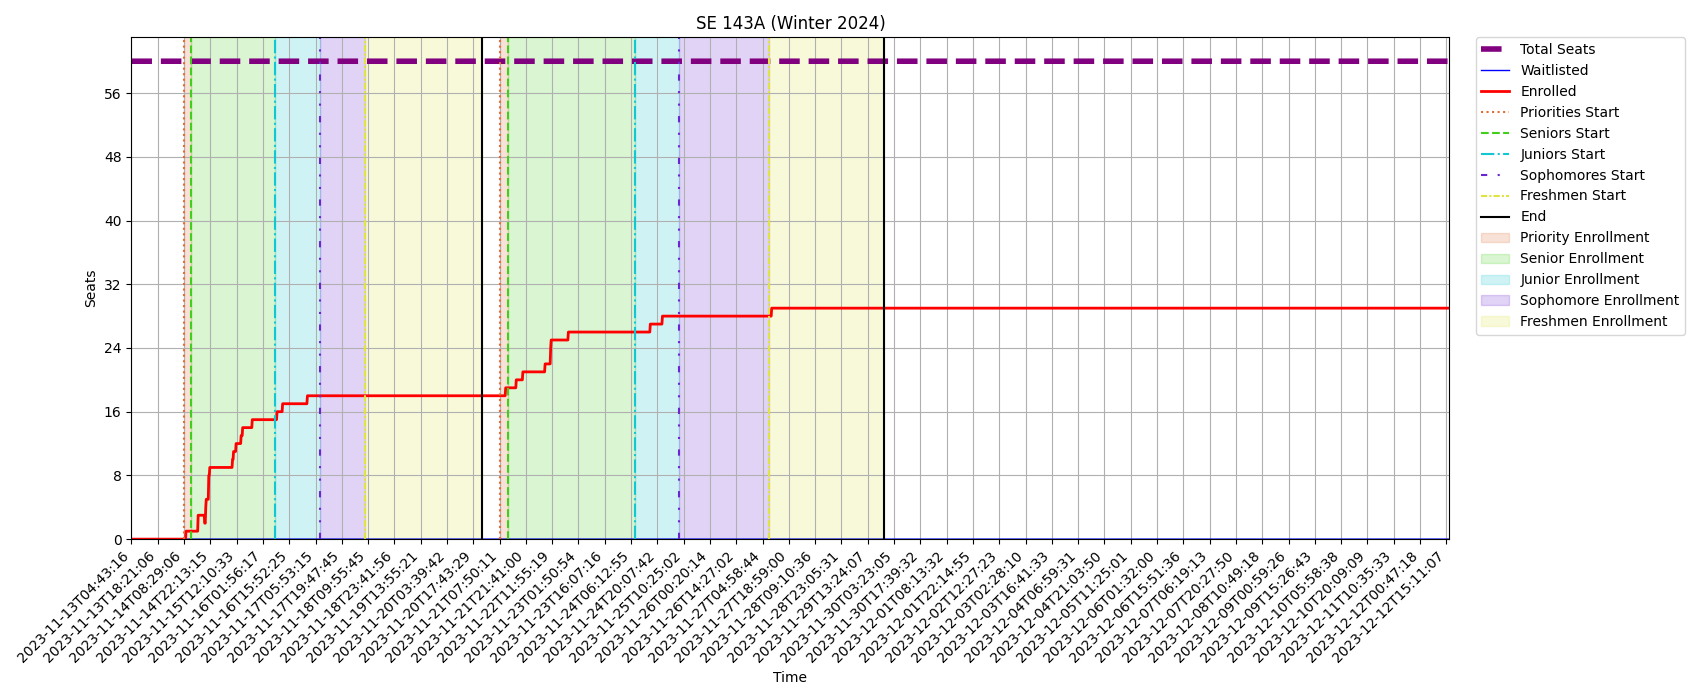 SE 143A (Winter 2024)
Seats
56
48
40
32
24
16
8
0
2023-11-13T04:43:16
2023-11-13T18:21:06
2023-11-14T08:29:06
2023-11-14T22:13:15
2023-11-15T12:10:33
2023-11-16T01:56:17
2023-11-16T15:52:25
2023-11-17T05:53:15
2023-11-17T19:47:45
2023-11-18T09:55:45
2023-11-18T23:41:56
2023-11-19T13:55:21
2023-11-20T03:39:42
2023-11-20T17:43:29
2023-11-21T07:50:11
2023-11-21T21:41:00
2023-11-22T11:55:19
2023-11-23T01:50:54
2023-11-23T16:07:16
2023-11-24T06:12:55
2023-11-24T20:07:42
2023-11-25T10:25:02
2023-11-26T00:20:14
2023-11-26T14:27:02
2023-11-27T04:58:44
2023-11-27T18:59:00
2023-11-28T09:10:36
2023-11-28T23:05:31
2023-11-29T13:24:07
2023-11-30T03:23:05
2023-11-30T17:39:32
2023-12-01T08:13:32
2023-12-01T22:14:55
2023-12-02T12:27:23
2023-12-03T02:28:10
2023-12-03T16:41:33
2023-12-04T06:59:31
2023-12-04T21:03:50
2023-12-05T11:25:01
2023-12-06T01:32:00
2023-12-06T15:51:36
2023-12-07T06:19:13
2023-12-07T20:27:50
2023-12-08T10:49:18
2023-12-09T00:59:26
2023-12-09T15:26:43
2023-12-10T05:58:38
2023-12-10T20:09:09
2023-12-11T10:35:33
2023-12-12T00:47:18
2023-12-12T15:11:07
Time
Total Seats
Waitlisted
Enrolled
Priorities Start
Seniors Start
Juniors Start
Sophomores Start
Freshmen Start
End
Priority Enrollment
Senior Enrollment
Junior Enrollment
Sophomore Enrollment
Freshmen Enrollment